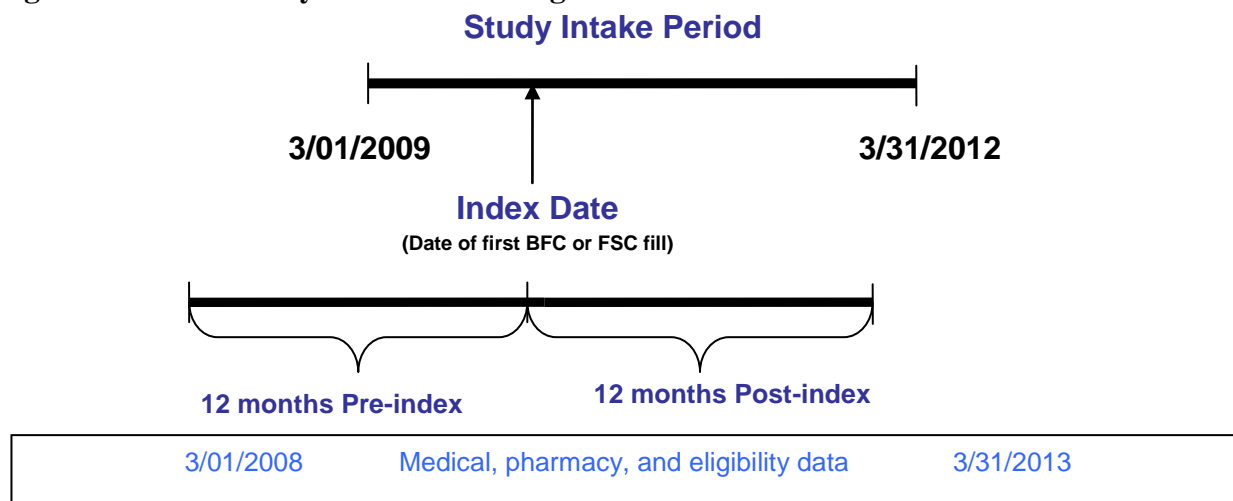 Study Intake Period
3/01/2009 3/31/2012
Index Date
(Date of first BFC or FSC fill)
12 months Pre-index 12 months Post-index
3/01/2008 Medical, pharmacy, and eligibility data 3/31/2013